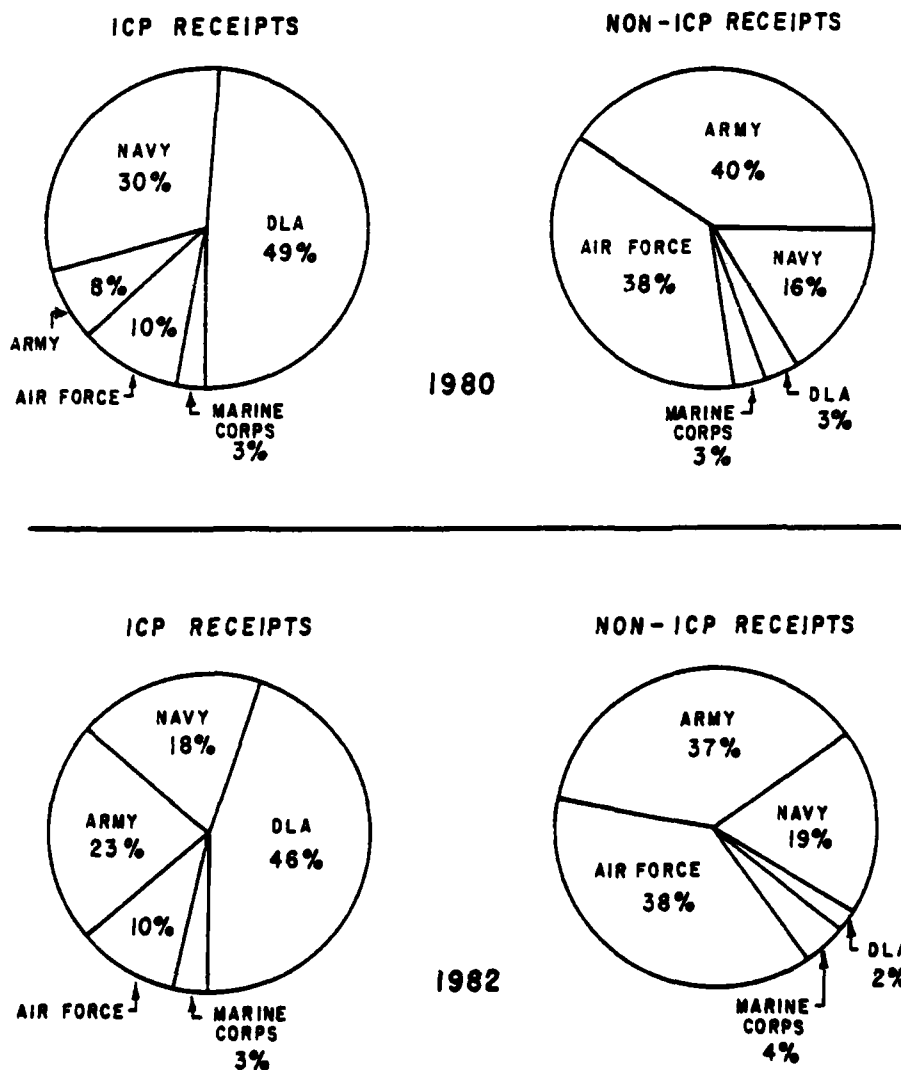 ICP RECEIPTS
NAVY
30%
DLA
49%
8%
ARMY
10%
AIR FORCE
MARINE
CORPS
3%
NON-ICP RECEIPTS
ARMY
40%
AIR FORCE
38%
NAVY
16%
DLA
3%
MARINE
CORPS
3%
1980
ICP RECEIPTS
NAVY
18%
ARMY
23%
DLA
46%
10%
AIR FORCE
MARINE
CORPS
3%
NON-ICP RECEIPTS
ARMY
37%
NAVY
19%
AIR FORCE
38%
DLA
2%
MARINE
CORPS
4%
1982